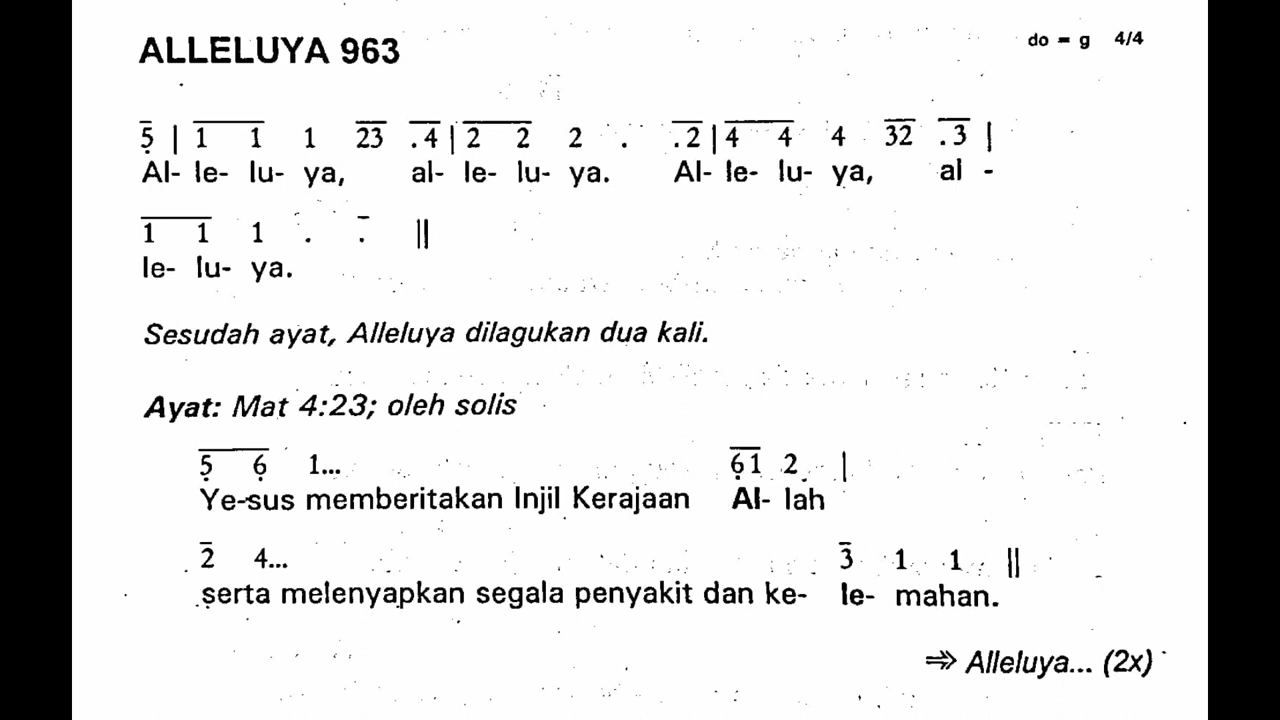 ALLELUYA 963 do = g 4/4
5̣ | 1 1 1 23 .4 | 2 2 2 . .2 | 4 4 4 32 .3 |
Al- le- lu- ya, al- le- lu- ya. Al- le- lu- ya, al -
1 1 1 . . ||
le- lu- ya.
Sesudah ayat, Alleluya dilagukan dua kali.
Ayat: Mat 4:23; oleh solis
5̣ 6̣ 1... 6̣1 2 |
Ye-sus memberitakan Injil Kerajaan Al- lah
2 4... 3 1 1 ||
serta melenyapkan segala penyakit dan ke- le- mahan.
⇒ Alleluya... (2x)